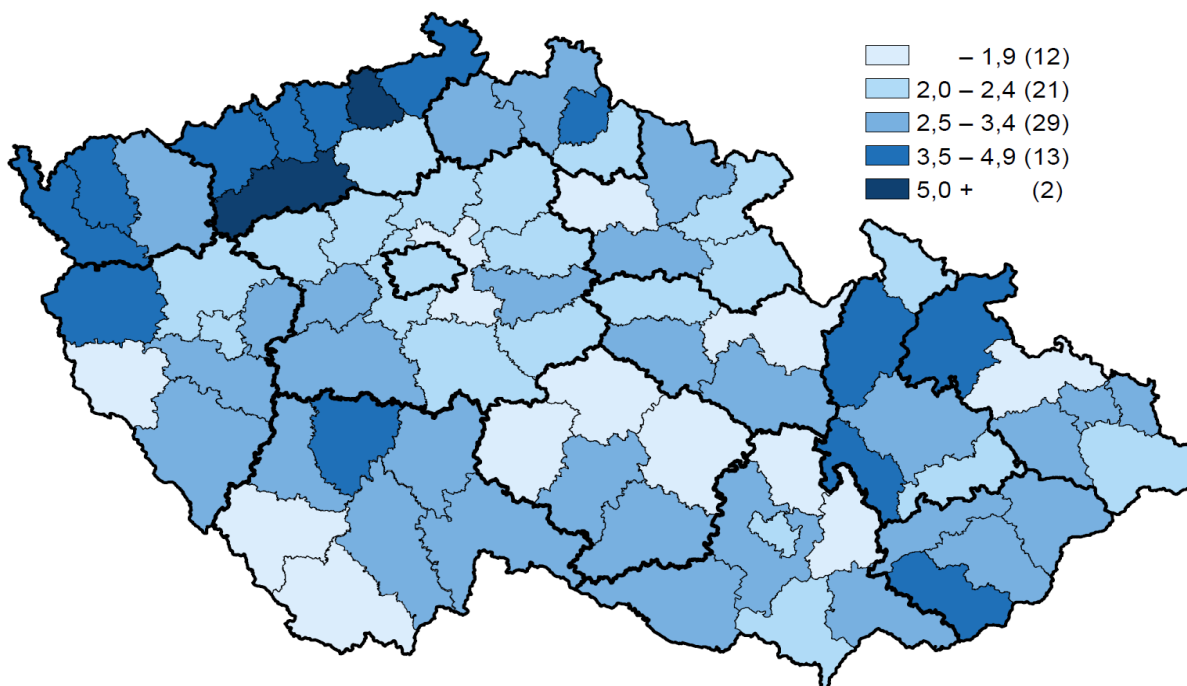 – 1,9 (12)
2,0 – 2,4 (21)
2,5 – 3,4 (29)
3,5 – 4,9 (13)
5,0 + (2)